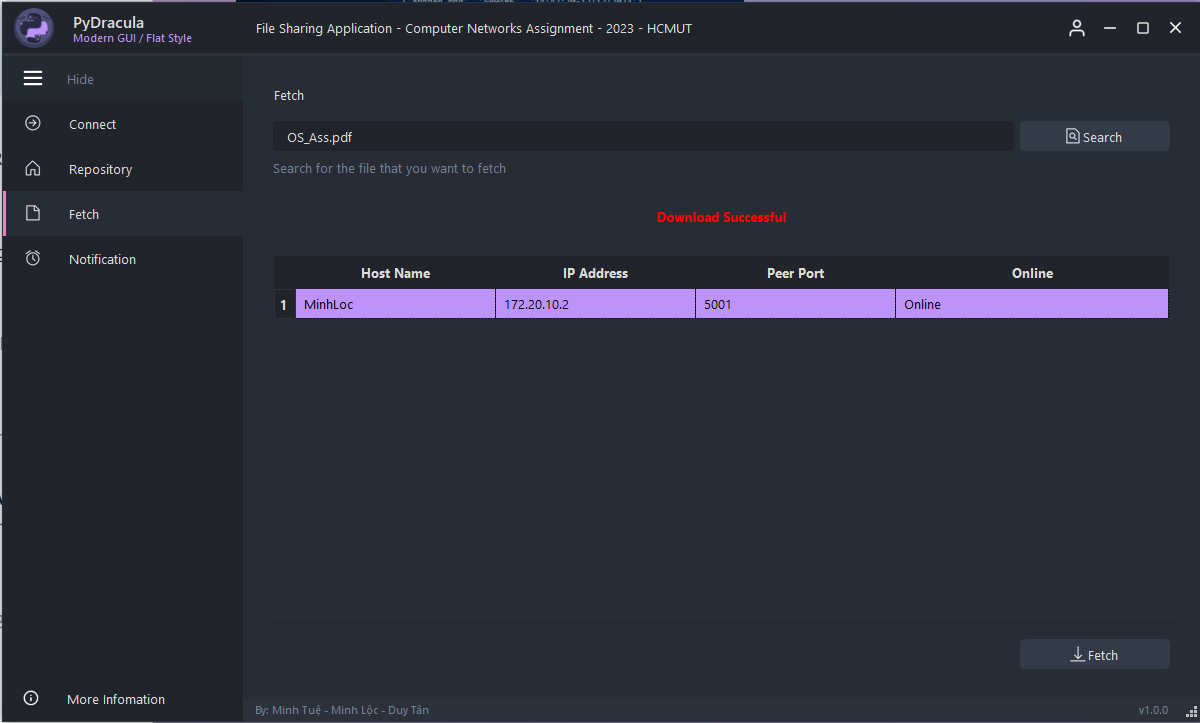 PyDracula
Modern GUI / Flat Style
File Sharing Application - Computer Networks Assignment - 2023 - HCMUT
Hide
Connect
Repository
Fetch
Notification
More Infomation
Fetch
OS_Ass.pdf
Search
Search for the file that you want to fetch
Download Successful
Host Name IP Address Peer Port Online
1 MinhLoc 172.20.10.2 5001 Online
Fetch
By: Minh Tuệ - Minh Lộc - Duy Tân
v1.0.0